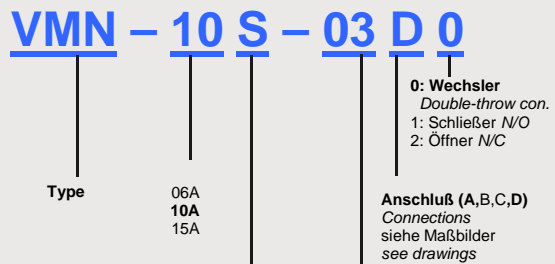 VMN – 10 S – 03 D 0
0: Wechsler
Double-throw con.
1: Schließer N/O
2: Öffner N/C
Type
06A
10A
15A
Anschluß (A,B,C,D)
Connections
siehe Maßbilder
see drawings